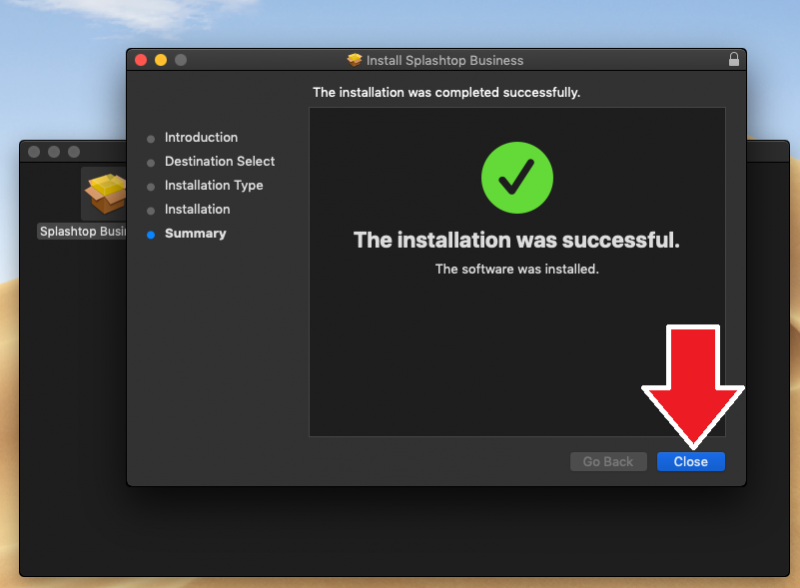 Install Splashtop Business
The installation was completed successfully.
Introduction
Destination Select
Installation Type
Installation
Summary
Splashtop Busi
The installation was successful.
The software was installed.
Go Back
Close